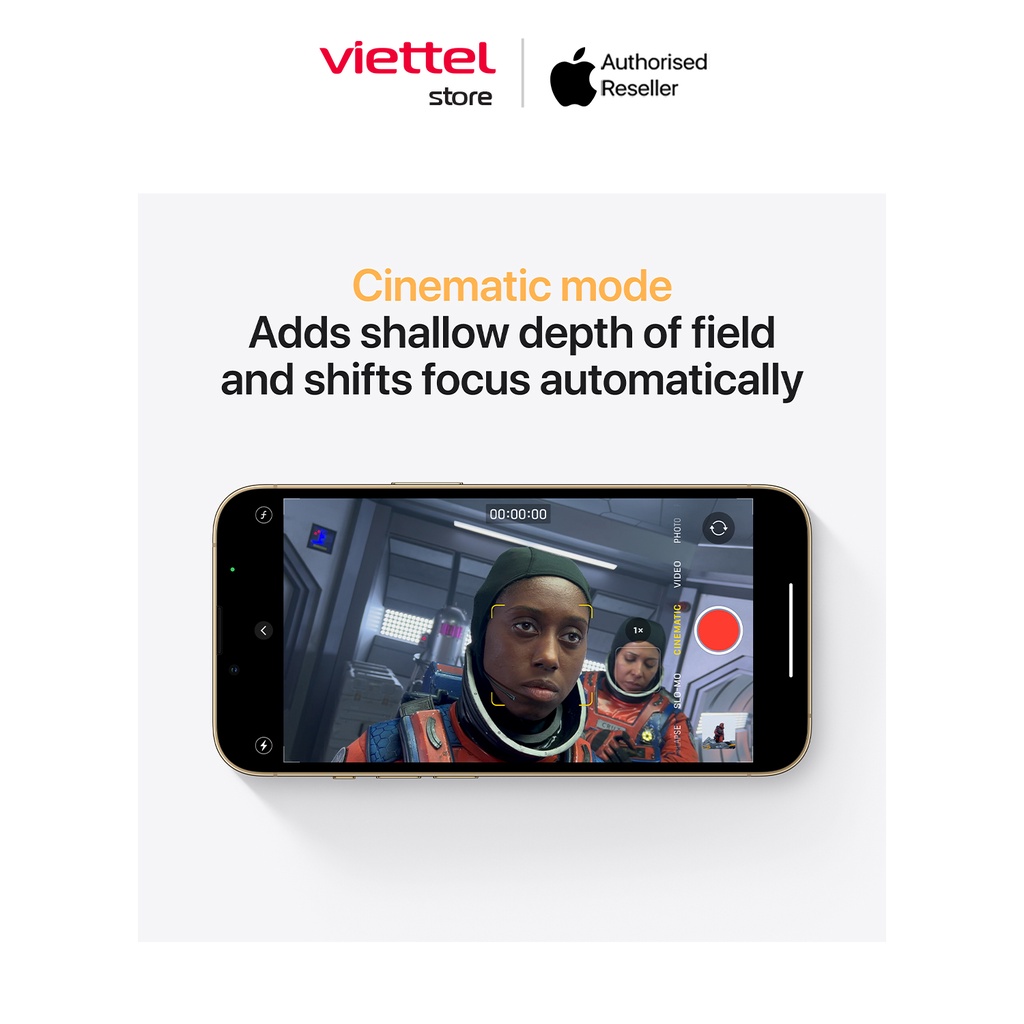 viettel
store
Authorised
Reseller
Cinematic mode
Adds shallow depth of field
and shifts focus automatically
00:00:00
PHOTO
VIDEO
CINEMATIC
SLO-MO
1×